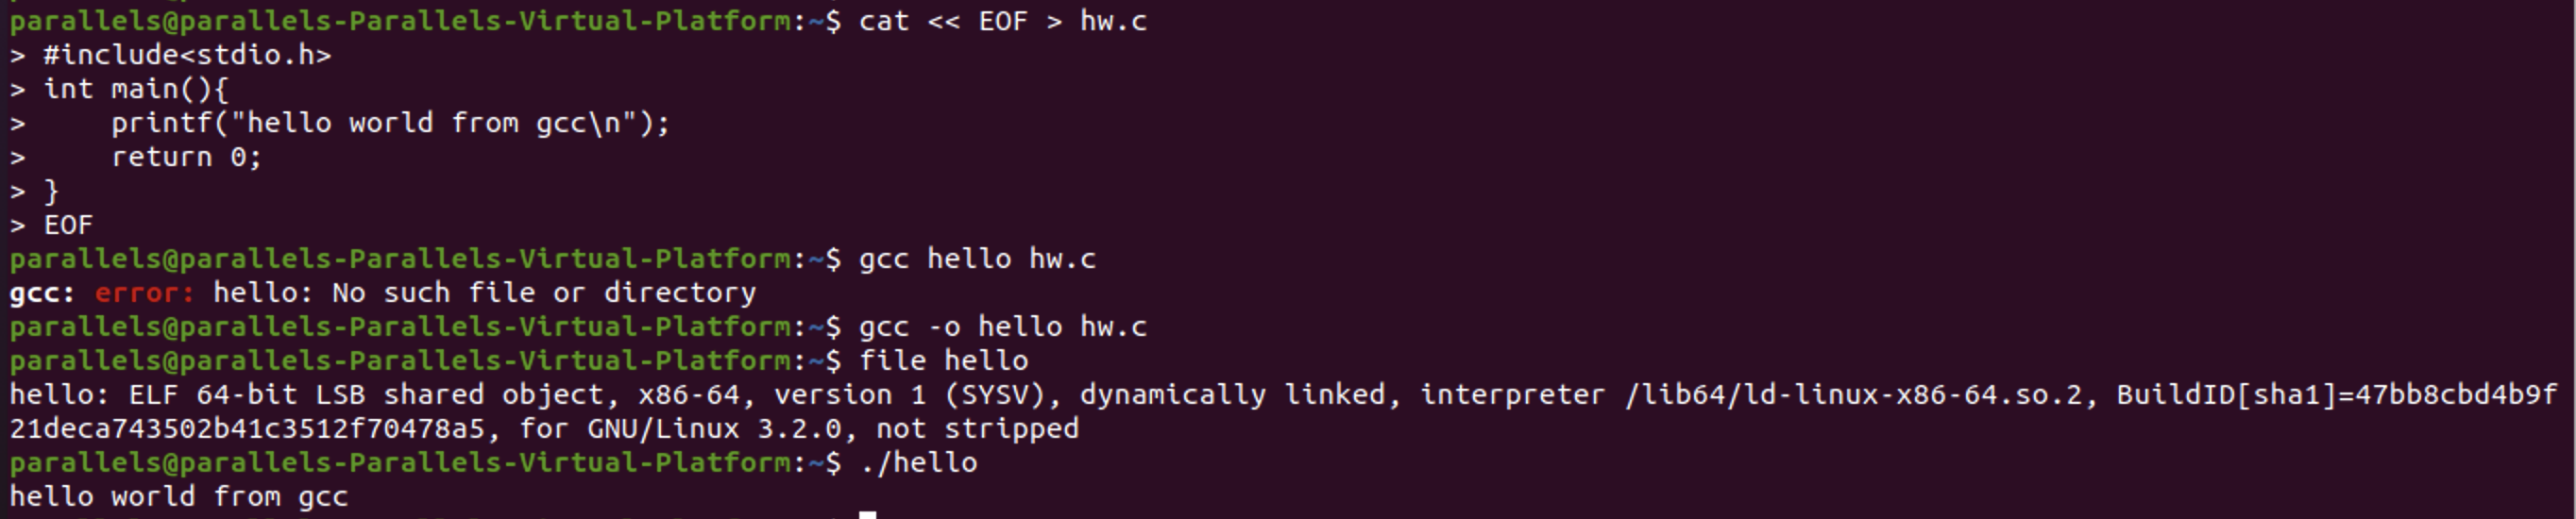 parallels@parallels-Parallels-Virtual-Platform:~$ cat << EOF > hw.c
> #include<stdio.h>
> int main(){
>     printf("hello world from gcc\n");
>     return 0;
> }
> EOF
parallels@parallels-Parallels-Virtual-Platform:~$ gcc hello hw.c
gcc: error: hello: No such file or directory
parallels@parallels-Parallels-Virtual-Platform:~$ gcc -o hello hw.c
parallels@parallels-Parallels-Virtual-Platform:~$ file hello
hello: ELF 64-bit LSB shared object, x86-64, version 1 (SYSV), dynamically linked, interpreter /lib64/ld-linux-x86-64.so.2, BuildID[sha1]=47bb8cbd4b9f
21deca743502b41c3512f70478a5, for GNU/Linux 3.2.0, not stripped
parallels@parallels-Parallels-Virtual-Platform:~$ ./hello
hello world from gcc